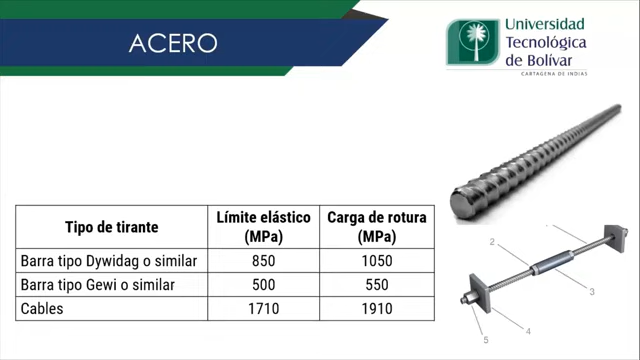 ACERO
Universidad
Tecnológica
de Bolívar
CARTAGENA DE INDIAS
Tipo de tirante
Límite elástico
(MPa)
Carga de rotura
(MPa)
Barra tipo Dywidag o similar 850 1050
Barra tipo Gewi o similar 500 550
Cables 1710 1910
2
3
4
5